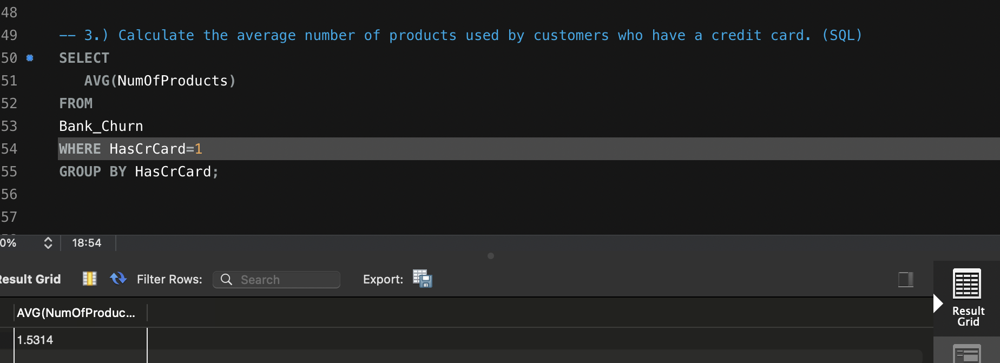 48
49 -- 3.) Calculate the average number of products used by customers who have a credit card. (SQL)
50 SELECT
51 AVG(NumOfProducts)
52 FROM
53 Bank_Churn
54 WHERE HasCrCard=1
55 GROUP BY HasCrCard;
56
57
0% 18:54
Result Grid Filter Rows: Search Export:
AVG(NumOfProduc...
1.5314
Result
Grid